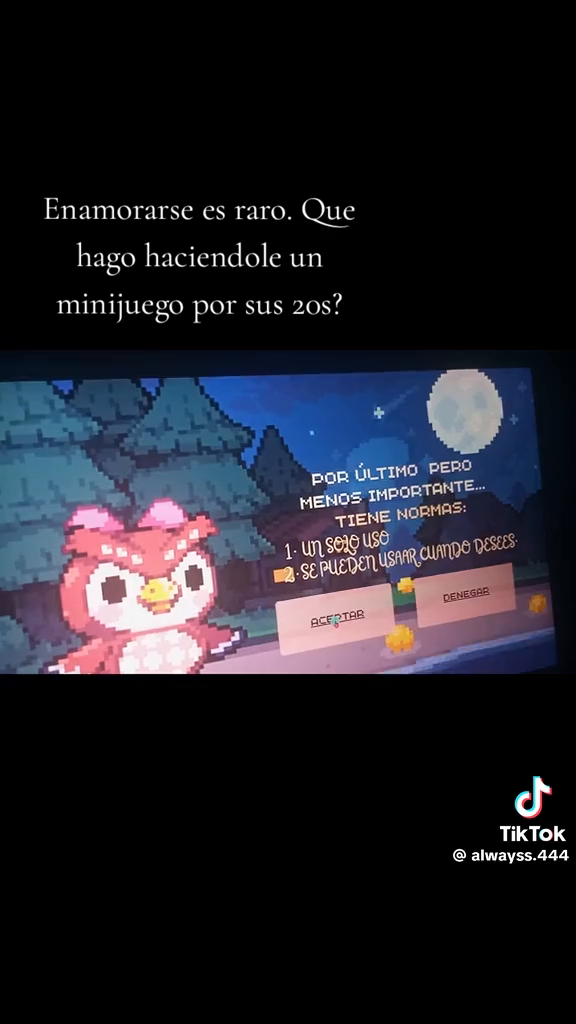 Enamorarse es raro. Que
hago haciendole un
minijuego por sus 20s?
POR ÚLTIMO PERO
MENOS IMPORTANTE...
TIENE NORMAS:
1. UN SOLO USO
2. SE PUEDEN USAAR CUANDO DESEES.
ACEPTAR
DENEGAR
TikTok
@ alwayss.444